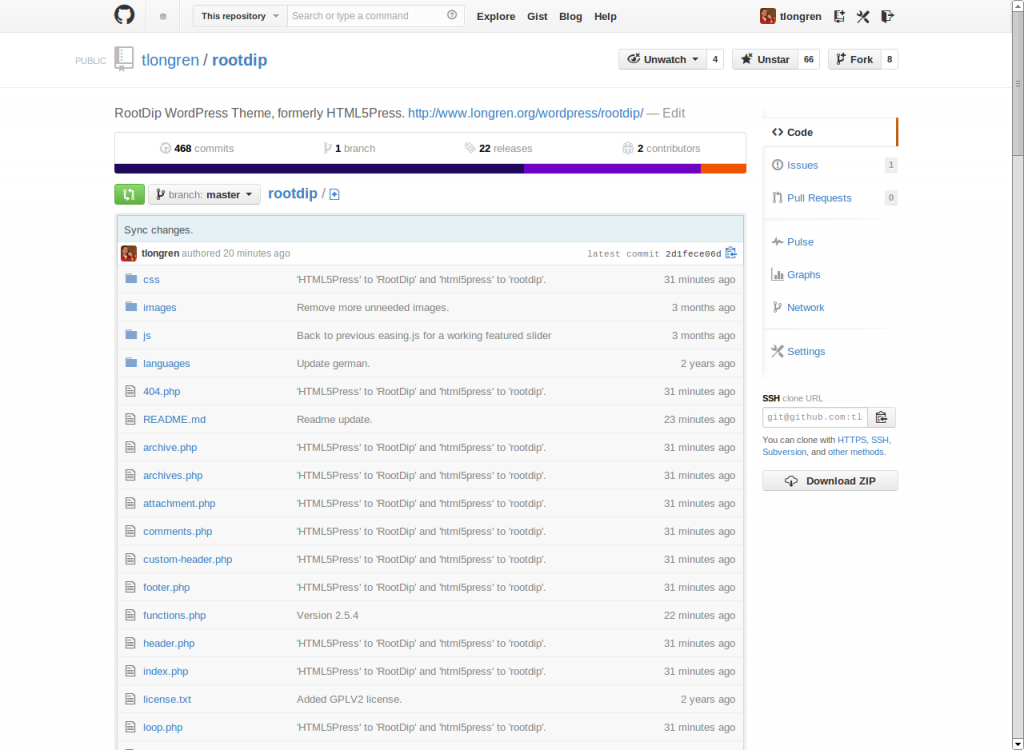 This repository Search or type a command Explore Gist Blog Help tlongren
PUBLIC tlongren / rootdip Unwatch 4 Unstar 66 Fork 8
RootDip WordPress Theme, formerly HTML5Press. http://www.longren.org/wordpress/rootdip/ — Edit
468 commits 1 branch 22 releases 2 contributors
branch: master rootdip /
Sync changes.
tlongren authored 20 minutes ago latest commit 2d1fece06d
css 'HTML5Press' to 'RootDip' and 'html5press' to 'rootdip'. 31 minutes ago
images Remove more unneeded images. 3 months ago
js Back to previous easing.js for a working featured slider 3 months ago
languages Update german. 2 years ago
404.php 'HTML5Press' to 'RootDip' and 'html5press' to 'rootdip'. 31 minutes ago
README.md Readme update. 23 minutes ago
archive.php 'HTML5Press' to 'RootDip' and 'html5press' to 'rootdip'. 31 minutes ago
archives.php 'HTML5Press' to 'RootDip' and 'html5press' to 'rootdip'. 31 minutes ago
attachment.php 'HTML5Press' to 'RootDip' and 'html5press' to 'rootdip'. 31 minutes ago
comments.php 'HTML5Press' to 'RootDip' and 'html5press' to 'rootdip'. 31 minutes ago
custom-header.php 'HTML5Press' to 'RootDip' and 'html5press' to 'rootdip'. 31 minutes ago
footer.php 'HTML5Press' to 'RootDip' and 'html5press' to 'rootdip'. 31 minutes ago
functions.php Version 2.5.4 22 minutes ago
header.php 'HTML5Press' to 'RootDip' and 'html5press' to 'rootdip'. 31 minutes ago
index.php 'HTML5Press' to 'RootDip' and 'html5press' to 'rootdip'. 31 minutes ago
license.txt Added GPLV2 license. 2 years ago
loop.php 'HTML5Press' to 'RootDip' and 'html5press' to 'rootdip'. 31 minutes ago
Code
Issues 1
Pull Requests 0
Pulse
Graphs
Network
Settings
SSH clone URL
git@github.com:tl
You can clone with HTTPS, SSH,
Subversion, and other methods.
Download ZIP